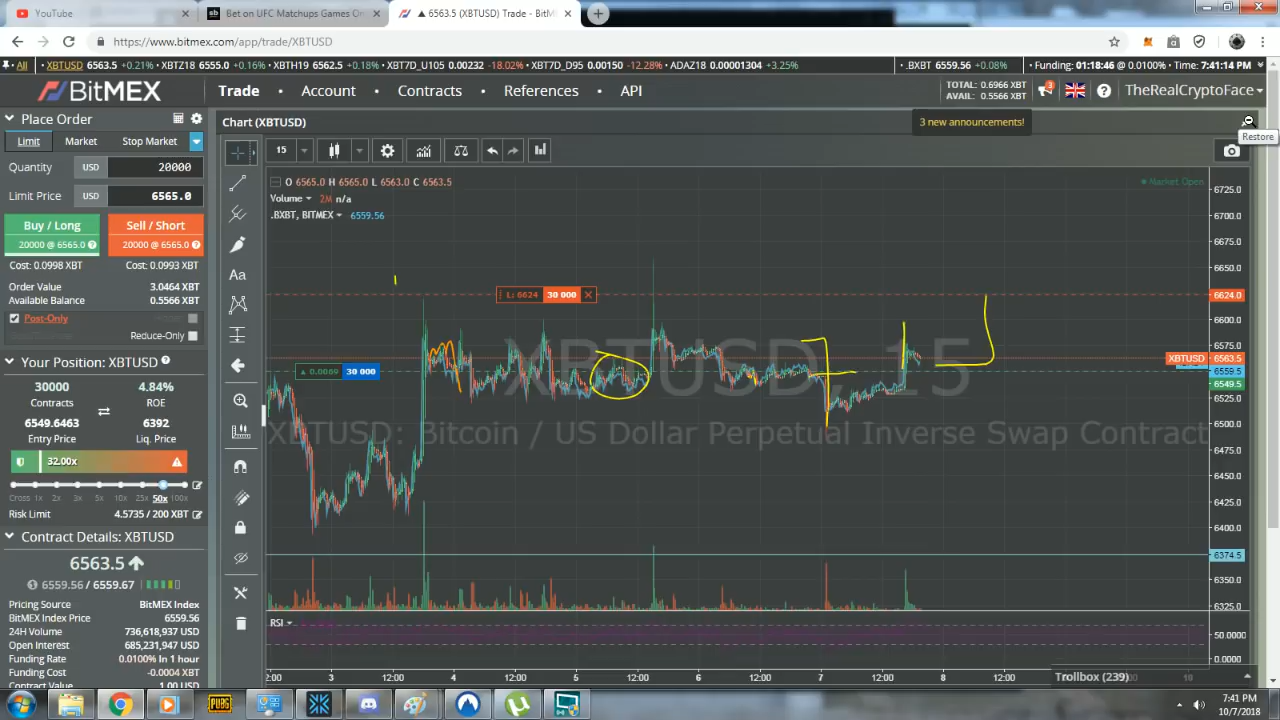 YouTube
Bet on UFC Matchups Games On
▲ 6563.5 (XBTUSD) Trade - BitM
https://www.bitmex.com/app/trade/XBTUSD
All XBTUSD 6563.5 +0.21% XBTZ18 6555.0 +0.16% XBTH19 6562.5 +0.18% XBT7D_U105 0.00232 -18.02% XBT7D_D95 0.00150 -12.28% ADAZ18 0.00001304 +3.25% .BXBT 6559.56 +0.08% Funding: 01:18:46 @ 0.0100% Time: 7:41:14 PM
BitMEX Trade Account Contracts References API TOTAL: 0.6966 XBT AVAIL: 0.5566 XBT TheRealCryptoFace
3 new announcements!
Restore
Place Order
Limit Market Stop Market
Quantity USD 20000
Limit Price USD 6565.0
Buy / Long Sell / Short
20000 @ 6565.0 20000 @ 6565.0
Cost: 0.0998 XBT Cost: 0.0993 XBT
Order Value 3.0464 XBT
Available Balance 0.5566 XBT
Post-Only
Reduce-Only
Your Position: XBTUSD
30000 4.84%
Contracts ROE
6549.6463 6392
Entry Price Liq. Price
32.00x
Cross 1x 2x 3x 5x 10x 25x 50x 100x
Risk Limit 4.5735 / 200 XBT
Contract Details: XBTUSD
6563.5
6559.56 / 6559.67
Pricing Source BitMEX Index
BitMEX Index Price 6559.56
24H Volume 736,618,937 USD
Open Interest 685,231,947 USD
Funding Rate 0.0100% In 1 hour
Funding Cost -0.0004 XBT
Contract Value 1.00 USD
Chart (XBTUSD)
15
Aa
O 6565.0 H 6565.0 L 6563.0 C 6563.5
Market Open
Volume 2M n/a
.BXBT, BITMEX 6559.56
L: 6624 30 000
0.0069 30 000
XBTUSD, 15
XBTUSD: Bitcoin / US Dollar Perpetual Inverse Swap Contract
6725.0
6700.0
6675.0
6650.0
6624.0
6600.0
6575.0
XBTUSD 6563.5
6559.5
6549.5
6525.0
6500.0
6475.0
6450.0
6425.0
6400.0
6374.5
6350.0
6325.0
RSI
50.0000
0.0000
2:00 3 12:00 4 12:00 5 12:00 6 12:00 7 12:00 8 12:00
Trollbox (239)
PUBG
7:41 PM
10/7/2018